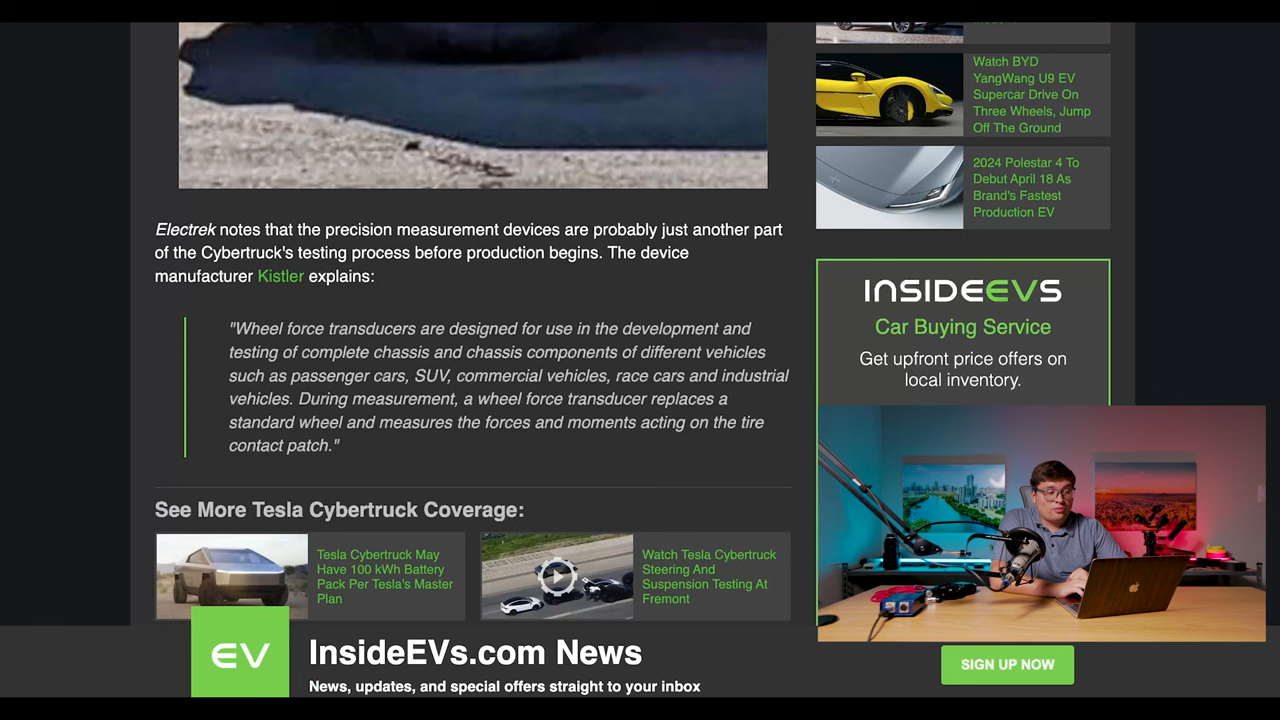 Watch BYD
YangWang U9 EV
Supercar Drive On
Three Wheels, Jump
Off The Ground
2024 Polestar 4 To
Debut April 18 As
Brand's Fastest
Production EV
Electrek notes that the precision measurement devices are probably just another part
of the Cybertruck's testing process before production begins. The device
manufacturer Kistler explains:
"Wheel force transducers are designed for use in the development and
testing of complete chassis and chassis components of different vehicles
such as passenger cars, SUV, commercial vehicles, race cars and industrial
vehicles. During measurement, a wheel force transducer replaces a
standard wheel and measures the forces and moments acting on the tire
contact patch."
INSIDEEVS
Car Buying Service
Get upfront price offers on
local inventory.
See More Tesla Cybertruck Coverage:
Tesla Cybertruck May
Have 100 kWh Battery
Pack Per Tesla's Master
Plan
Watch Tesla Cybertruck
Steering And
Suspension Testing At
Fremont
EV
InsideEVs.com News
News, updates, and special offers straight to your inbox
SIGN UP NOW